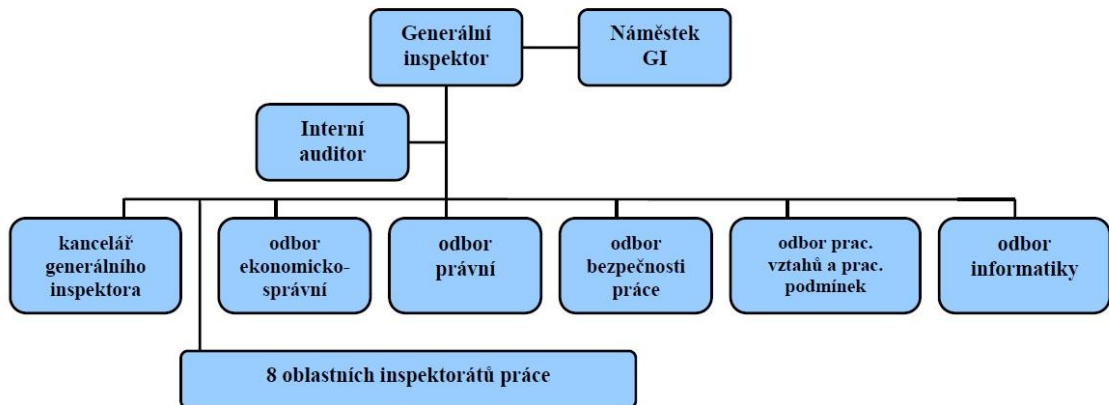 Generální
inspektor
Náměstek
GI
Interní
auditor
kancelář
generálního
inspektora
odbor
ekonomicko-
správní
odbor
právní
odbor
bezpečnosti
práce
odbor prac.
vztahů a prac.
podmínek
odbor
informatiky
8 oblastních inspektorátů práce